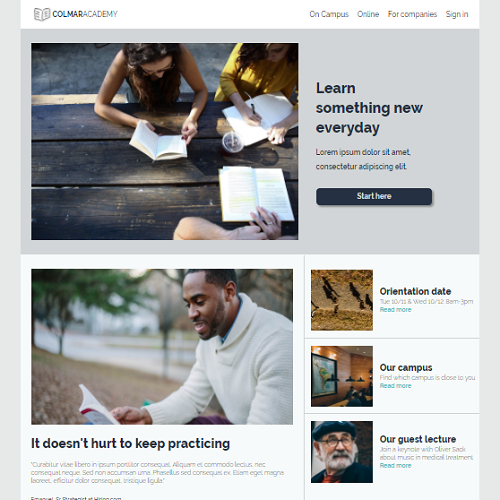 COLMARACADEMY
On Campus Online For companies Sign in
Learn
something new
everyday
Lorem ipsum dolor sit amet,
consectetur adipiscing elit.
Start here
Orientation date
Tue 10/11 & Wed 10/12: 8am-3pm
Read more
Our campus
Find which campus is close to you
Read more
Our guest lecture
Join a keynote with Oliver Sack
about music in medical treatment.
Read more
It doesn't hurt to keep practicing
"Curabitur vitae libero in ipsum porttitor consequat. Aliquam et commodo lectus, nec
consequat neque. Sed non accumsan urna. Phasellus sed consequat ex. Etiam eget magna
laoreet, efficitur dolor consequat, tristique ligula."
Emanuel, Sr Strategist at Hiring.com